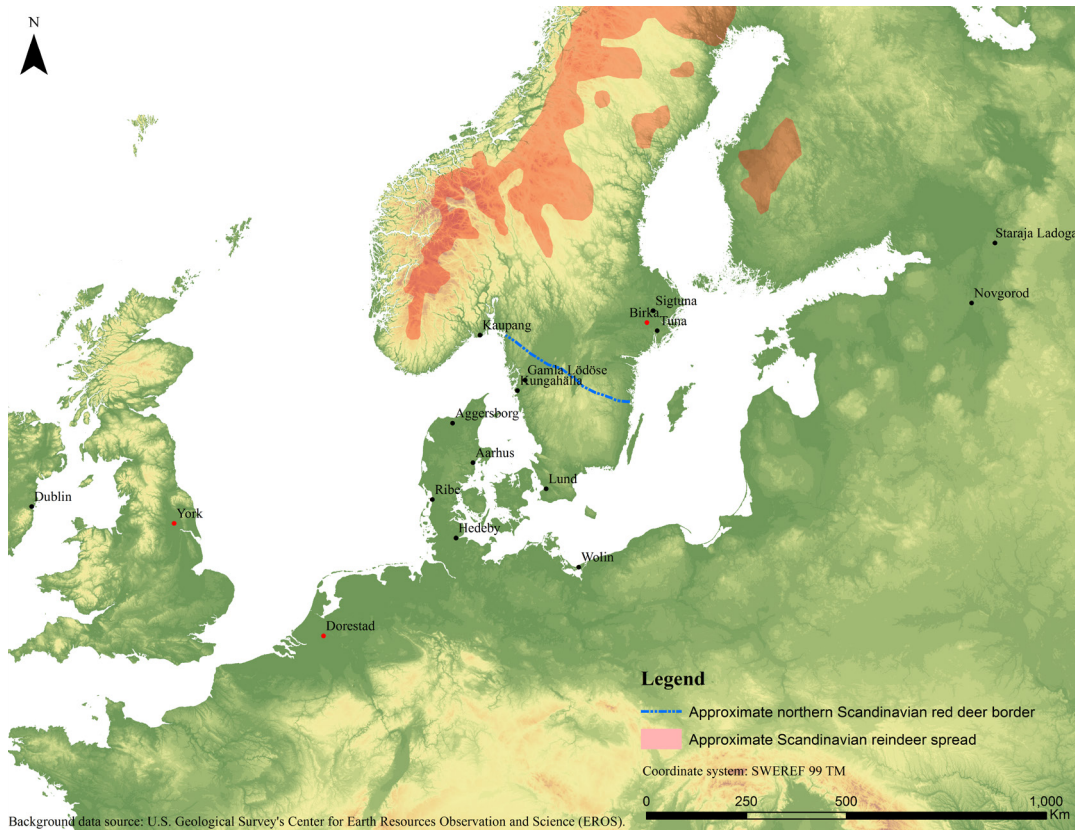 N
Staraja Ladoga
Novgorod
Sigtuna
Birka
Tuna
Kaupang
Gamla Lödöse
Kungahälla
Aggersborg
Aarhus
Lund
Ribe
Dublin
York
Hedeby
Wolin
Dorestad
Legend
Approximate northern Scandinavian red deer border
Approximate Scandinavian reindeer spread
Coordinate system: SWEREF 99 TM
0 250 500 1,000
Km
Background data source: U.S. Geological Survey's Center for Earth Resources Observation and Science (EROS).